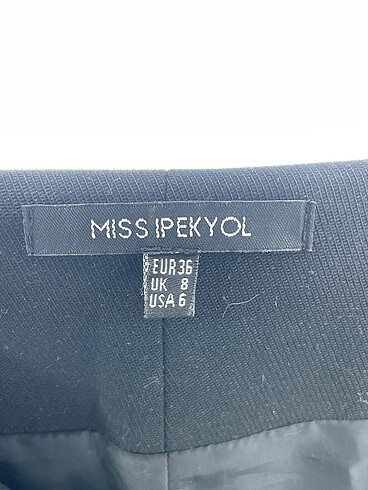 MISS IPEKYOL
EUR 36
UK 8
USA 6